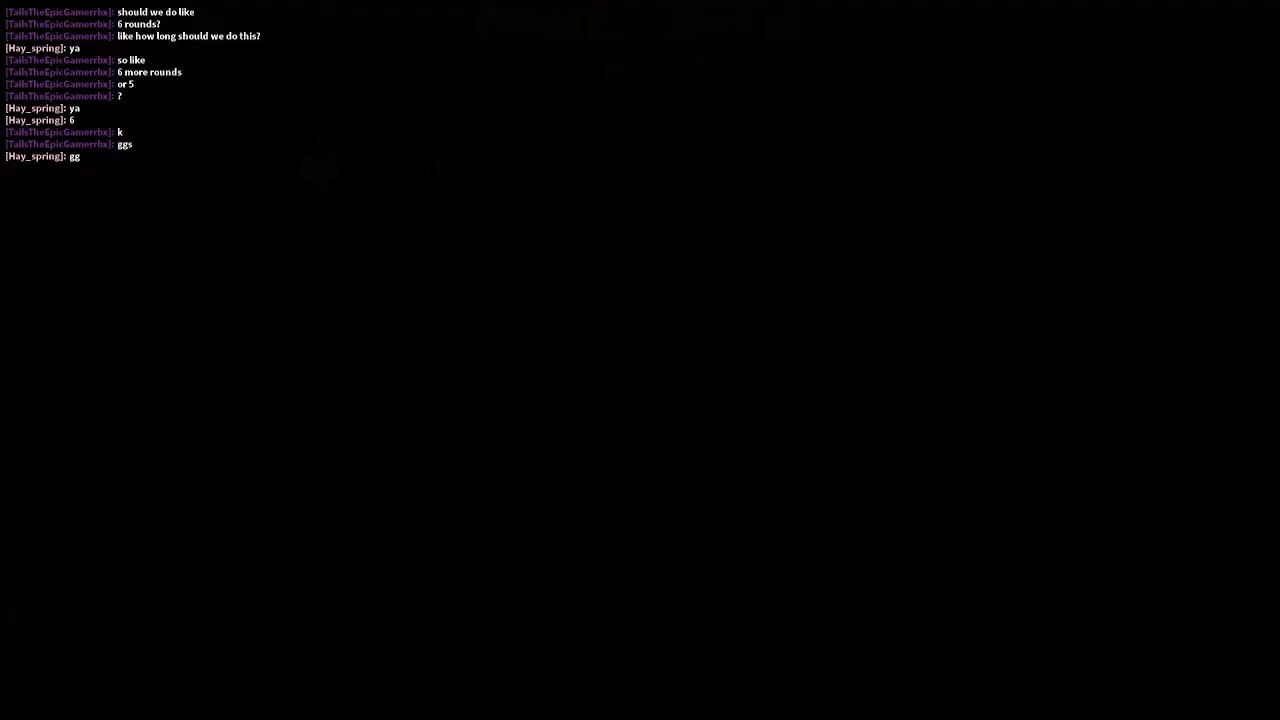 [TailsTheEpicGamerrbx]: should we do like
[TailsTheEpicGamerrbx]: 6 rounds?
[TailsTheEpicGamerrbx]: like how long should we do this?
[Hay_spring]: ya
[TailsTheEpicGamerrbx]: so like
[TailsTheEpicGamerrbx]: 6 more rounds
[TailsTheEpicGamerrbx]: or 5
[TailsTheEpicGamerrbx]: ?
[Hay_spring]: ya
[Hay_spring]: 6
[TailsTheEpicGamerrbx]: k
[TailsTheEpicGamerrbx]: ggs
[Hay_spring]: gg